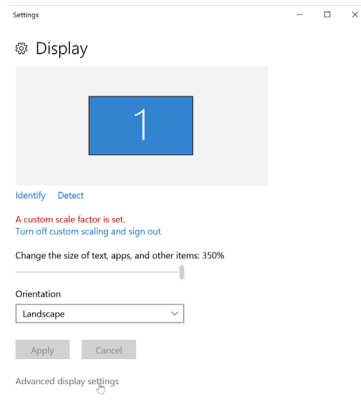 Settings
Display
1
Identify Detect
A custom scale factor is set.
Turn off custom scaling and sign out
Change the size of text, apps, and other items: 350%
Orientation
Landscape
Apply Cancel
Advanced display settings